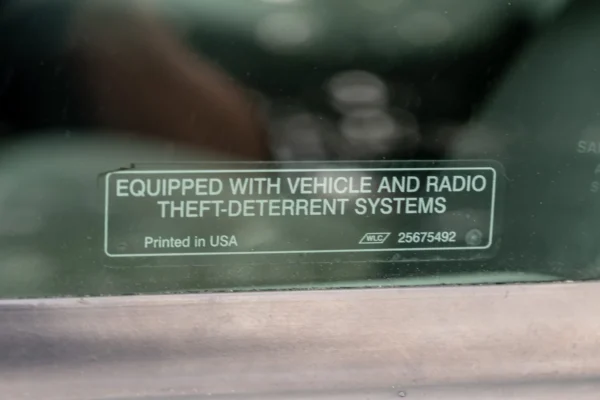 EQUIPPED WITH VEHICLE AND RADIO
THEFT-DETERRENT SYSTEMS
Printed in USA WLC 25675492